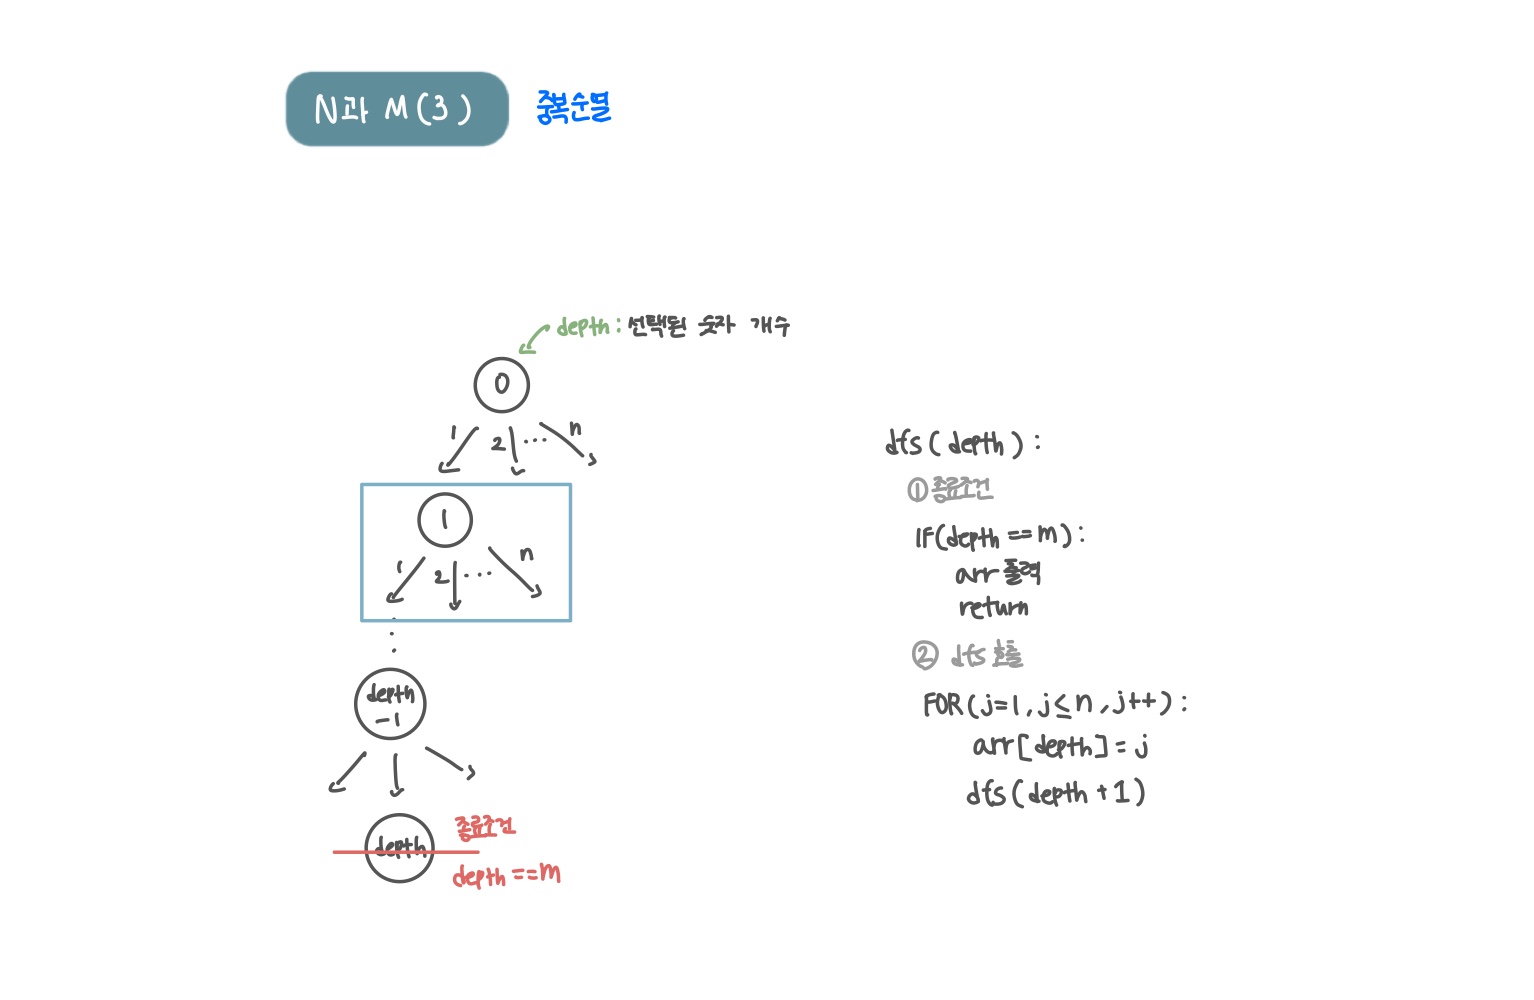 N과 M(3) 중복순열
depth : 선택된 숫자 개수
0
1 2 ... n
1
1 2 ... n
depth
-1
depth
종료조건
depth == m
dfs(depth) :
① 종료조건
IF(depth == m) :
arr 출력
return
② dfs 호출
FOR(j=1, j≤n, j++) :
arr[depth] = j
dfs(depth + 1)